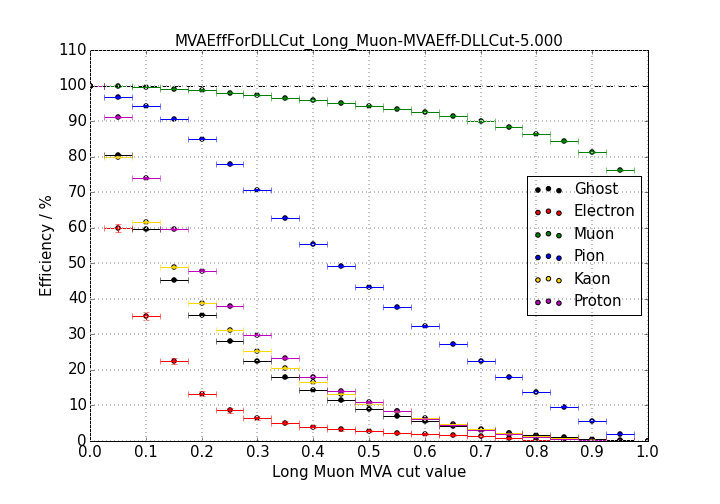 MVAEffForDLLCut_Long_Muon-MVAEff-DLLCut-5.000
110
100
90
80
70
60
50
40
30
20
10
0
Efficiency / %
Ghost
Electron
Muon
Pion
Kaon
Proton
0.0 0.1 0.2 0.3 0.4 0.5 0.6 0.7 0.8 0.9 1.0
Long Muon MVA cut value